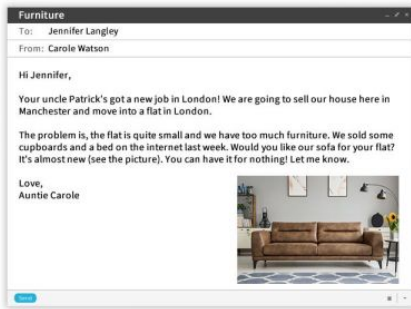 Furniture
To: Jennifer Langley
From: Carole Watson
Hi Jennifer,
Your uncle Patrick's got a new job in London! We are going to sell our house here in
Manchester and move into a flat in London.
The problem is, the flat is quite small and we have too much furniture. We sold some
cupboards and a bed on the internet last week. Would you like our sofa for your flat?
It's almost new (see the picture). You can have it for nothing! Let me know.
Love,
Auntie Carole
Send